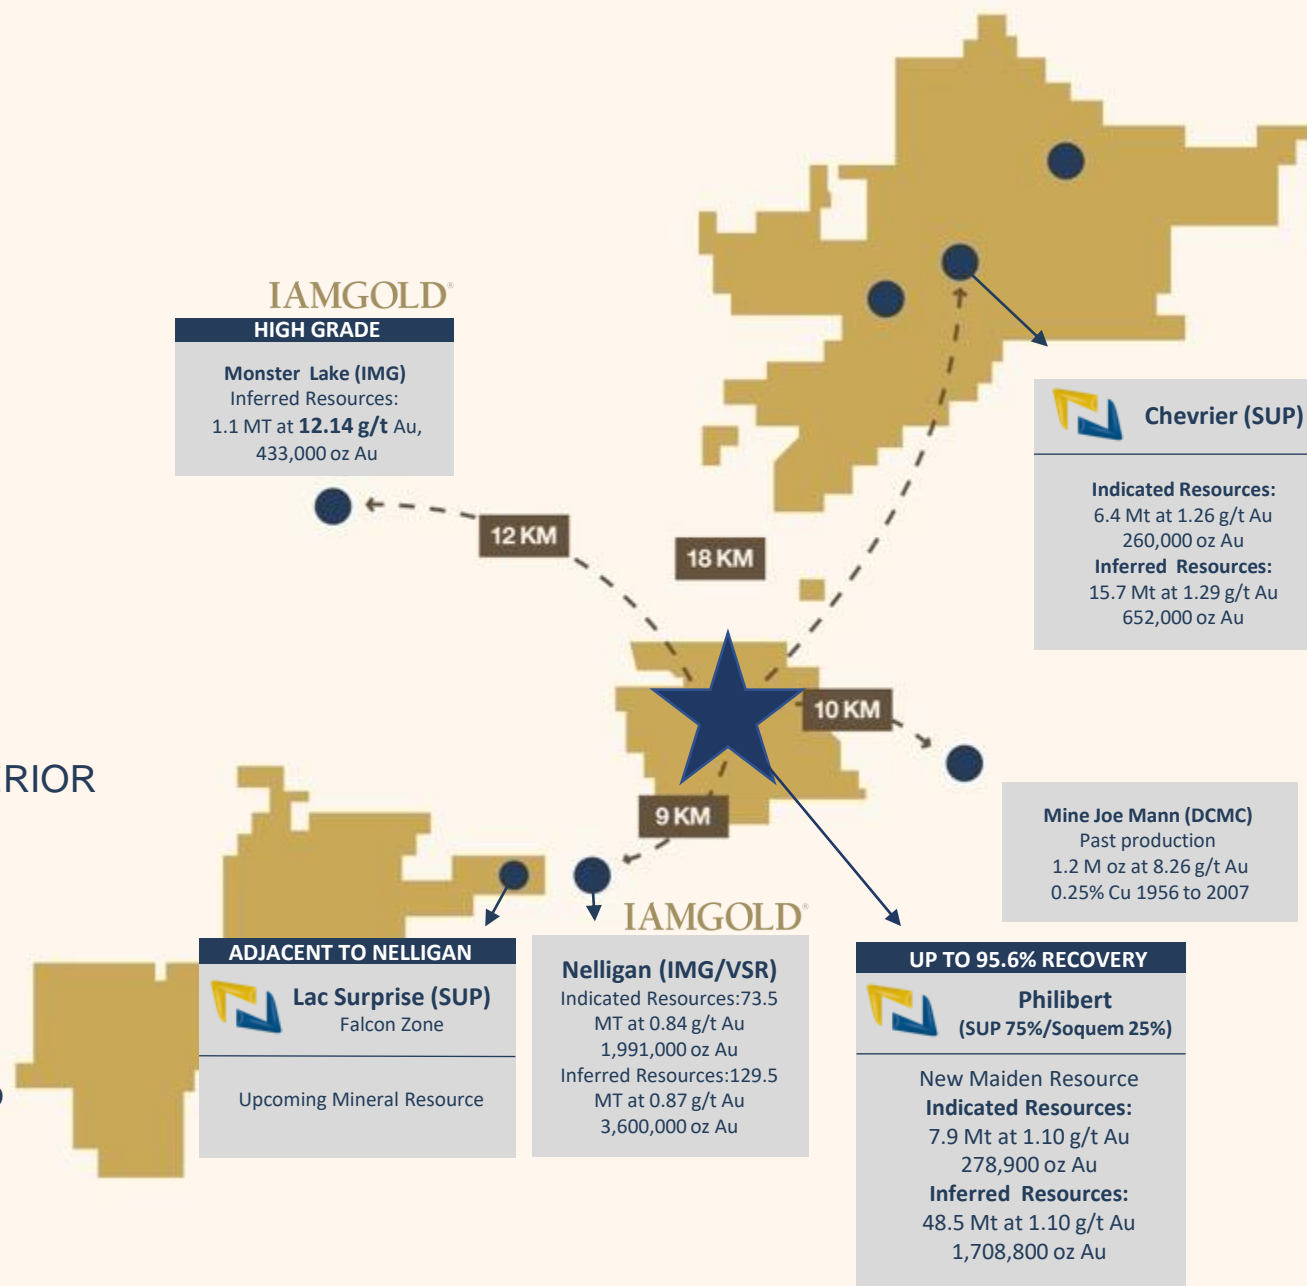 IAMGOLD®
HIGH GRADE
Monster Lake (IMG)
Inferred Resources:
1.1 MT at 12.14 g/t Au,
433,000 oz Au
12 KM
18 KM
Chevrier (SUP)
Indicated Resources:
6.4 Mt at 1.26 g/t Au
260,000 oz Au
Inferred Resources:
15.7 Mt at 1.29 g/t Au
652,000 oz Au
10 KM
ERIOR
9 KM
Mine Joe Mann (DCMC)
Past production
1.2 M oz at 8.26 g/t Au
0.25% Cu 1956 to 2007
ADJACENT TO NELLIGAN
Lac Surprise (SUP)
Falcon Zone
Upcoming Mineral Resource
IAMGOLD®
Nelligan (IMG/VSR)
Indicated Resources:73.5
MT at 0.84 g/t Au
1,991,000 oz Au
Inferred Resources:129.5
MT at 0.87 g/t Au
3,600,000 oz Au
UP TO 95.6% RECOVERY
Philibert
(SUP 75%/Soquem 25%)
New Maiden Resource
Indicated Resources:
7.9 Mt at 1.10 g/t Au
278,900 oz Au
Inferred Resources:
48.5 Mt at 1.10 g/t Au
1,708,800 oz Au